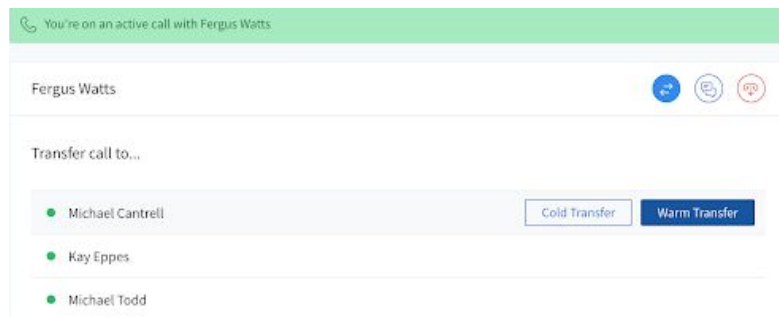 You're on an active call with Fergus Watts
Fergus Watts
Transfer call to...
Michael Cantrell Cold Transfer Warm Transfer
Kay Eppes
Michael Todd